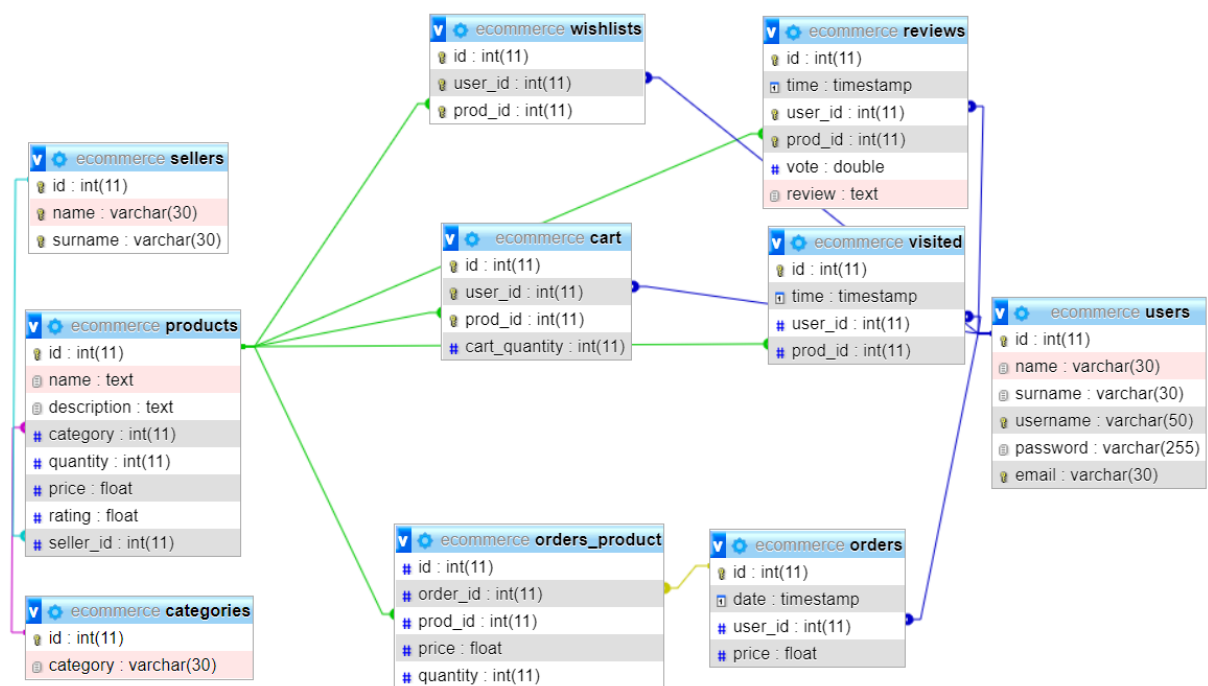 ecommerce wishlists
id : int(11)
user_id : int(11)
prod_id : int(11)
ecommerce reviews
id : int(11)
time : timestamp
user_id : int(11)
prod_id : int(11)
vote : double
review : text
ecommerce sellers
id : int(11)
name : varchar(30)
surname : varchar(30)
ecommerce cart
id : int(11)
user_id : int(11)
prod_id : int(11)
cart_quantity : int(11)
ecommerce visited
id : int(11)
time : timestamp
user_id : int(11)
prod_id : int(11)
ecommerce users
id : int(11)
name : varchar(30)
surname : varchar(30)
username : varchar(50)
password : varchar(255)
email : varchar(30)
ecommerce products
id : int(11)
name : text
description : text
category : int(11)
quantity : int(11)
price : float
rating : float
seller_id : int(11)
ecommerce orders_product
id : int(11)
order_id : int(11)
prod_id : int(11)
price : float
quantity : int(11)
ecommerce orders
id : int(11)
date : timestamp
user_id : int(11)
price : float
ecommerce categories
id : int(11)
category : varchar(30)